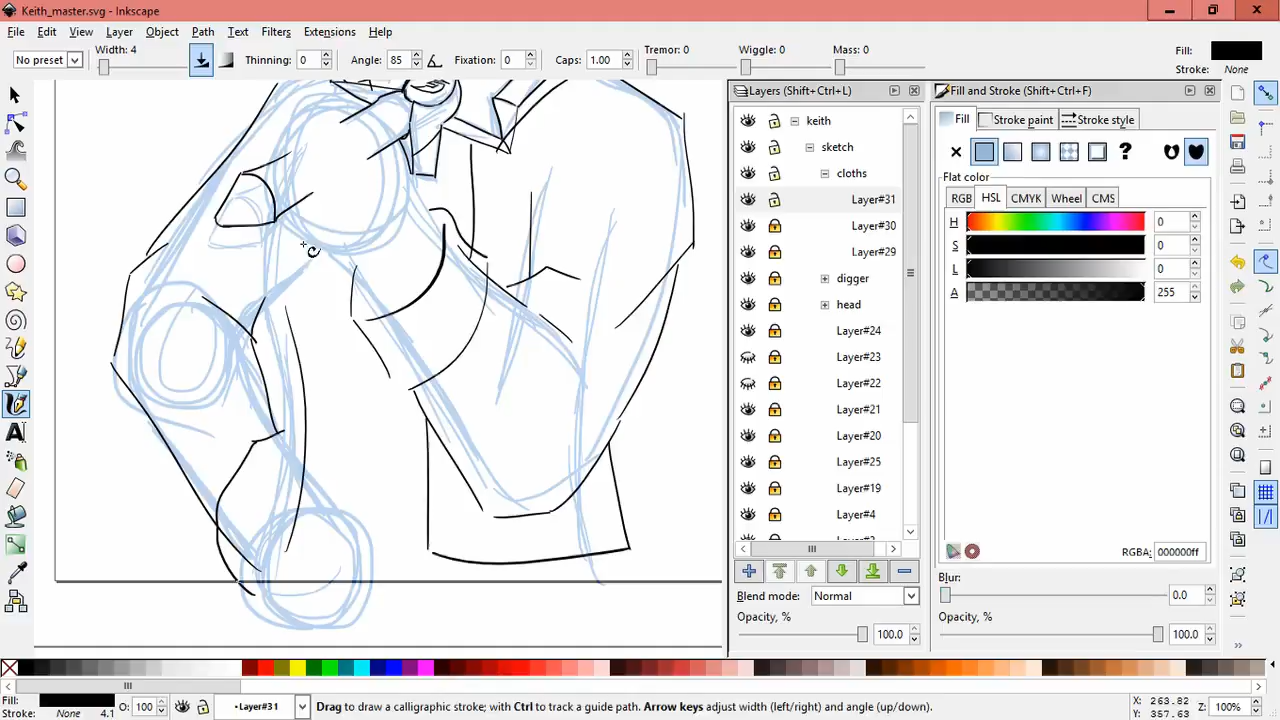 Keith_master.svg - Inkscape
File Edit View Layer Object Path Filters Text Extensions Help
No preset Width: 4 Thinning: 0 Angle: 85 Fixation: 0 Caps: 1.00 Tremor: 0 Wiggle: 0 Mass: 0 Fill: Stroke: None
Layers (Shift+Ctrl+L)
keith
sketch
cloths
Layer#31
Layer#30
Layer#29
digger
head
Layer#24
Layer#23
Layer#22
Layer#21
Layer#20
Layer#25
Layer#19
Layer#4
Blend mode: Normal
Opacity, % 100.0
Fill and Stroke (Shift+Ctrl+F)
Fill Stroke paint Stroke style
?
Flat color
RGB HSL CMYK Wheel CMS
H 0
S 0
L 0
A 255
RGBA: 000000ff
Blur:
0.0
Opacity, %
100.0
Fill: Stroke: None 4.1 O: 100 •Layer#31 Drag to draw a calligraphic stroke; with Ctrl to track a guide path. Arrow keys adjust width (left/right) and angle (up/down). X: 263.82 Y: 357.63 Z: 100%